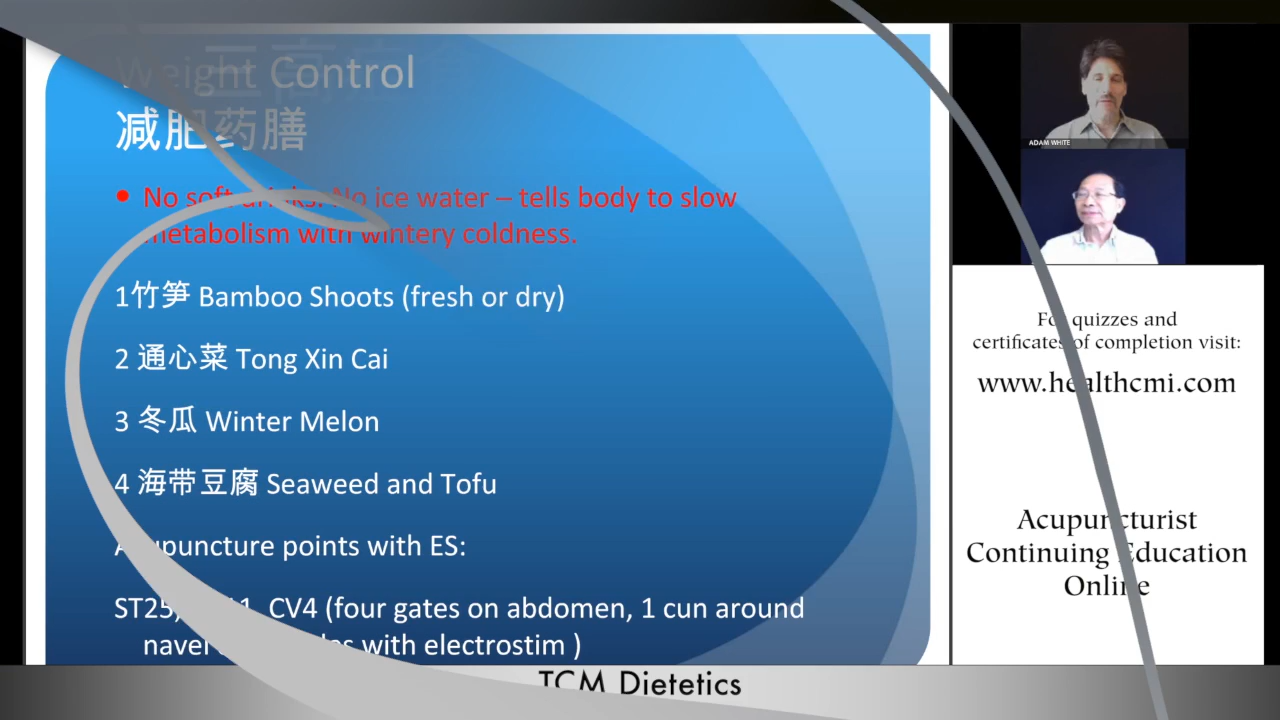 Weight Control
减肥药膳
• No soft drinks. No ice water – tells body to slow
metabolism with wintery coldness.
1竹笋 Bamboo Shoots (fresh or dry)
2 通心菜 Tong Xin Cai
3 冬瓜 Winter Melon
4 海带豆腐 Seaweed and Tofu
Acupuncture points with ES:
ST25, CV4 (four gates on abdomen, 1 cun around
navel with electrostim )
TCM Dietetics
ADAM WHITE
For quizzes and
certificates of completion visit:
www.healthcmi.com
Acupuncturist
Continuing Education
Online